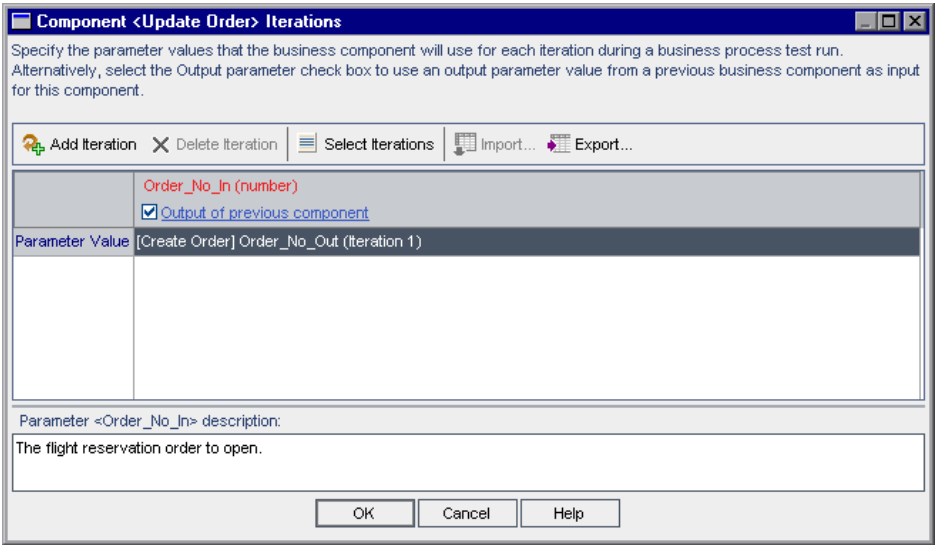 Component <Update Order> Iterations
Specify the parameter values that the business component will use for each iteration during a business process test run.
Alternatively, select the Output parameter check box to use an output parameter value from a previous business component as input
for this component.
Add Iteration Delete Iteration Select Iterations Import... Export...
Order_No_In (number)
Output of previous component
Parameter Value [Create Order] Order_No_Out (Iteration 1)
Parameter <Order_No_In> description:
The flight reservation order to open.
OK Cancel Help